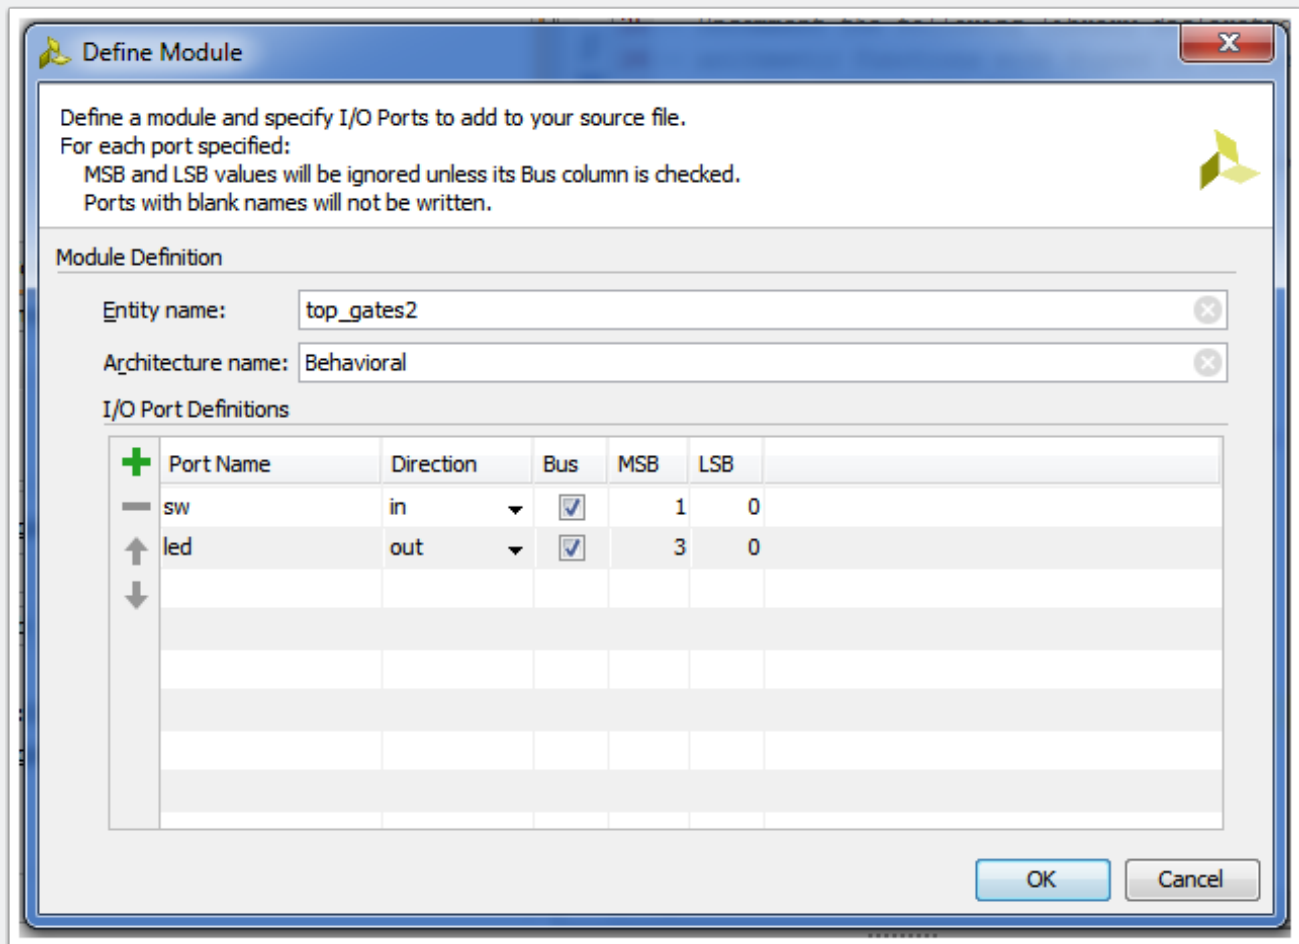 Define Module
Define a module and specify I/O Ports to add to your source file.
For each port specified:
MSB and LSB values will be ignored unless its Bus column is checked.
Ports with blank names will not be written.
Module Definition
Entity name: top_gates2
Architecture name: Behavioral
I/O Port Definitions
Port Name Direction Bus MSB LSB
sw in 1 0
led out 3 0
OK Cancel